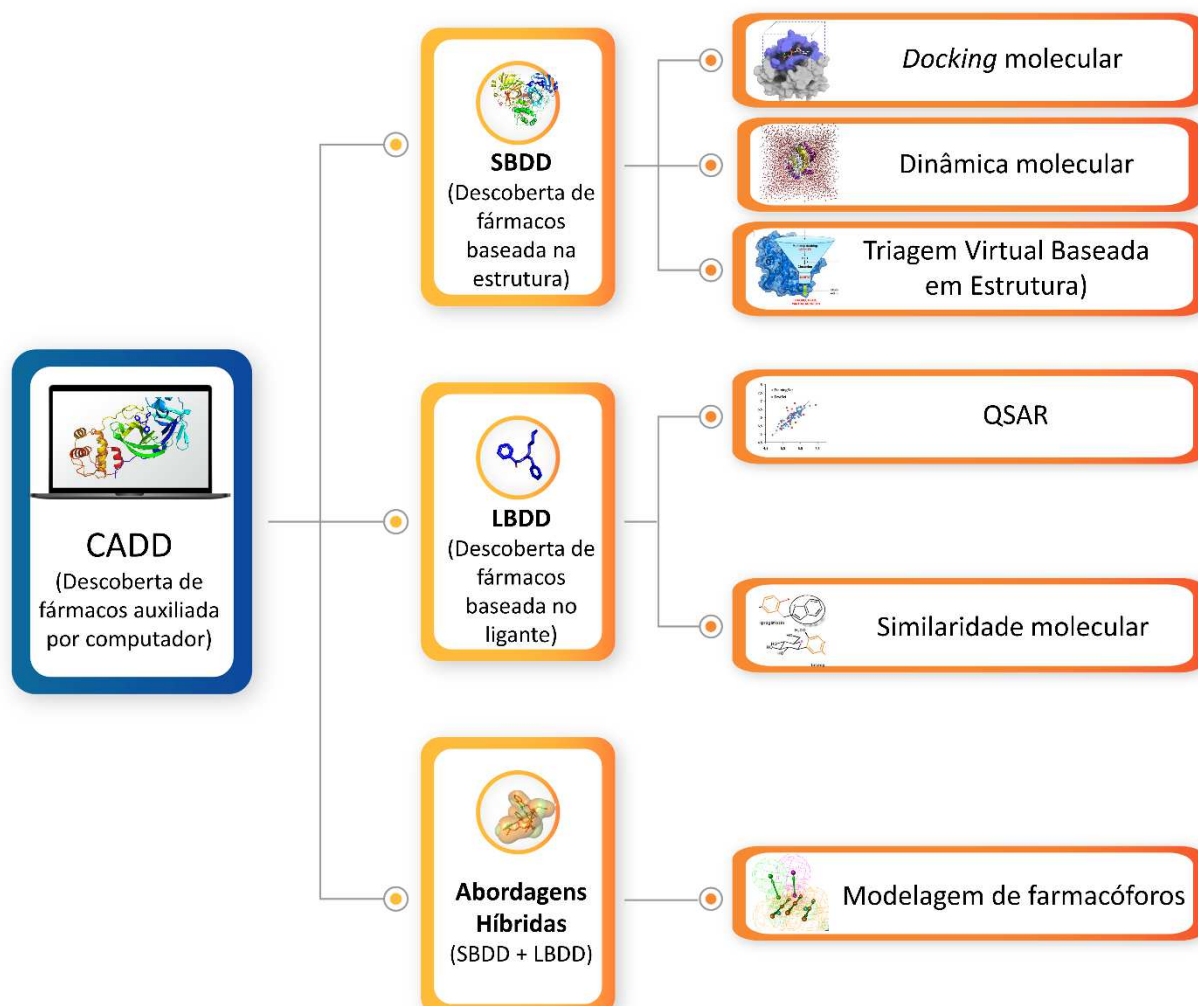 CADD
(Descoberta de
fármacos auxiliada
por computador)
SBDD
(Descoberta de
fármacos
baseada na
estrutura)
Docking molecular
Dinâmica molecular
Triagem Virtual Baseada
em Estrutura)
LBDD
(Descoberta de
fármacos
baseada no
ligante)
QSAR
Similaridade molecular
Abordagens
Híbridas
(SBDD + LBDD)
Modelagem de farmacóforos